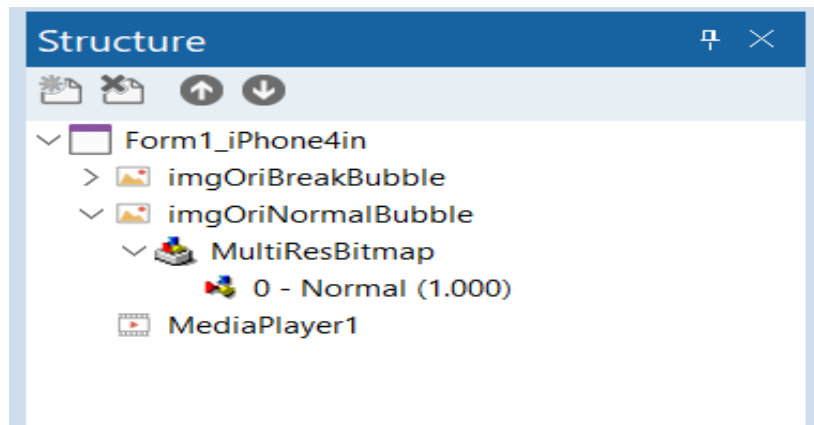 Structure
Form1_iPhone4in
imgOriBreakBubble
imgOriNormalBubble
MultiResBitmap
0 - Normal (1.000)
MediaPlayer1